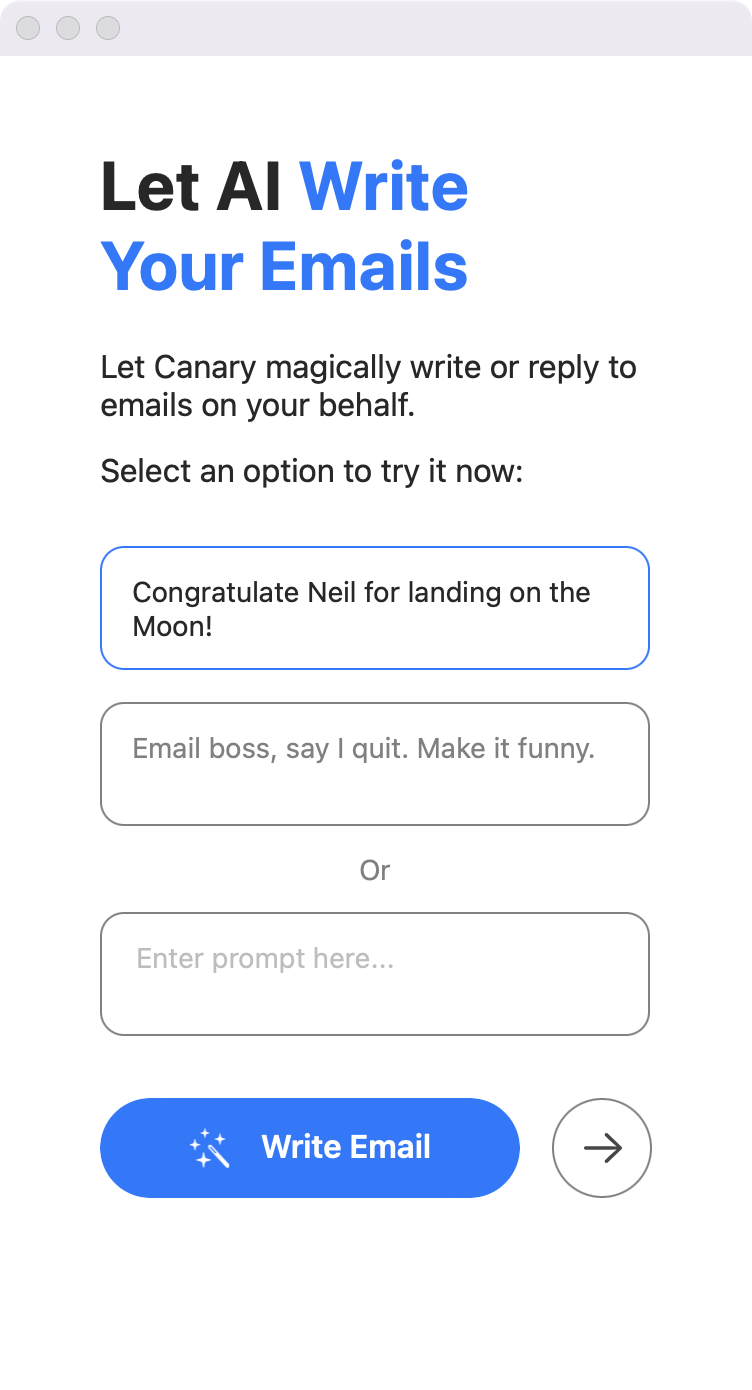 Let AI Write
Your Emails
Let Canary magically write or reply to
emails on your behalf.
Select an option to try it now:
Congratulate Neil for landing on the
Moon!
Email boss, say I quit. Make it funny.
Or
Enter prompt here...
Write Email